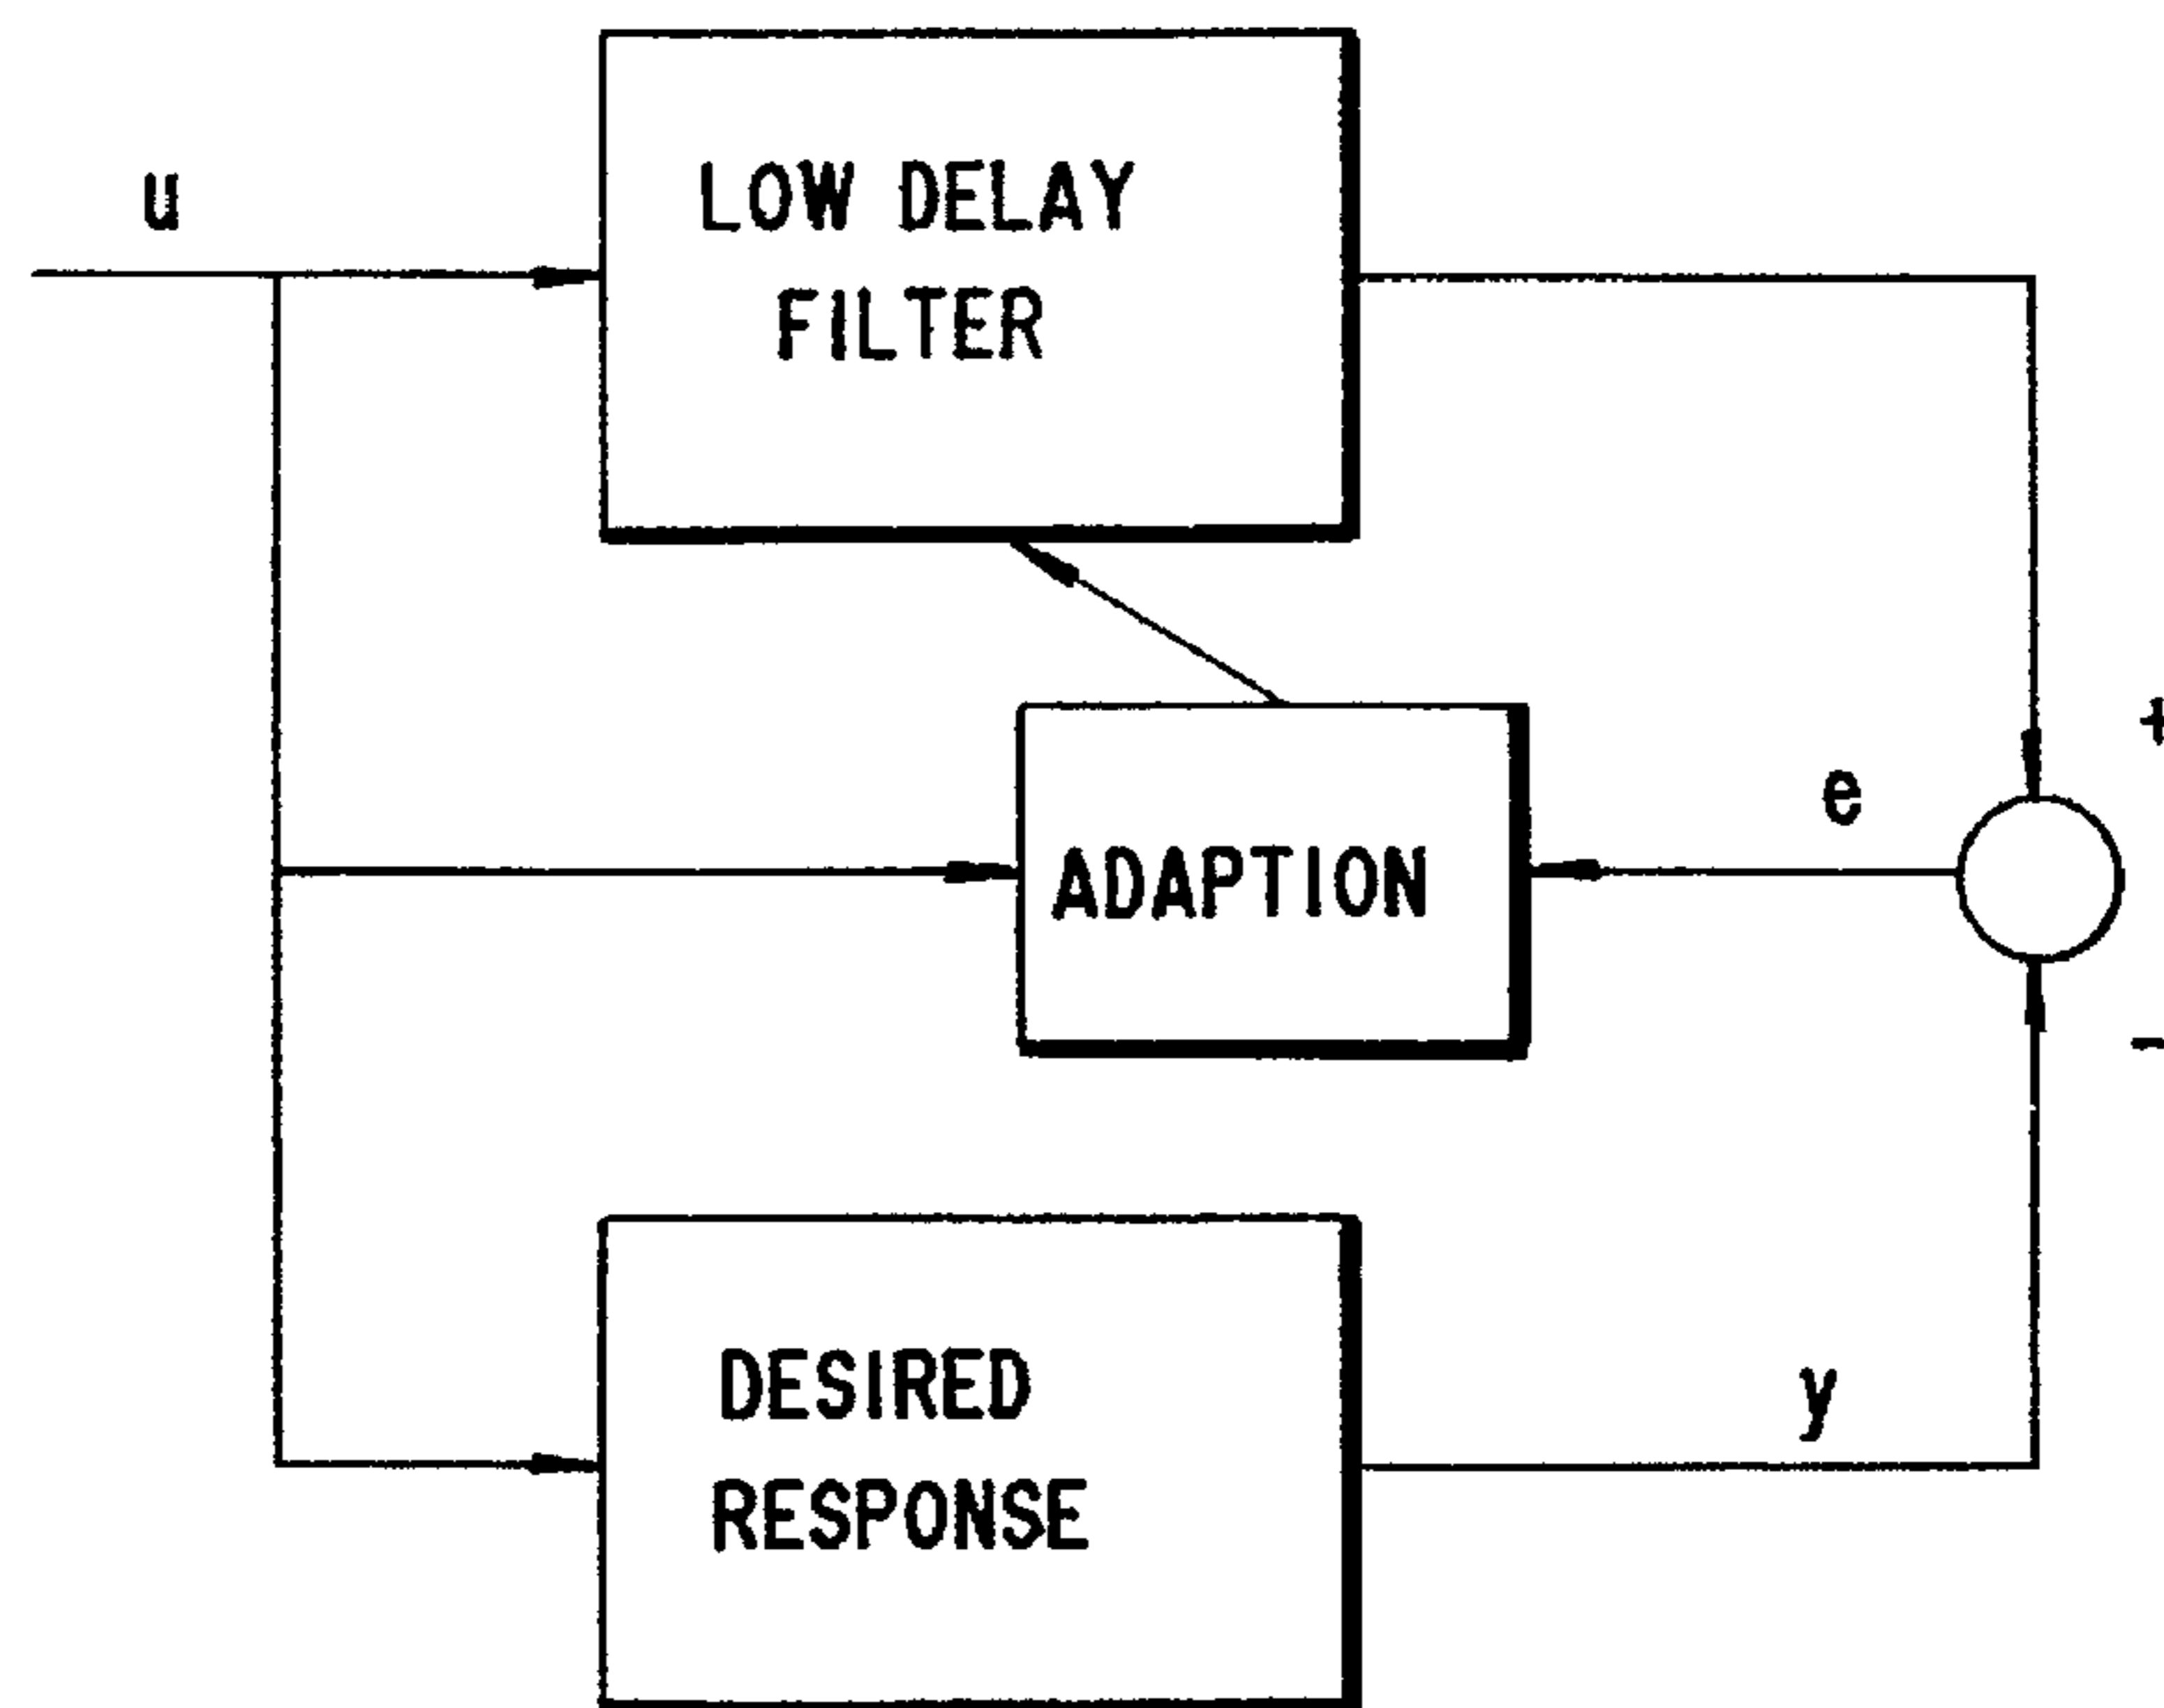 u
LOW DELAY
FILTER
+
e
ADAPTION
-
DESIRED
RESPONSE
y